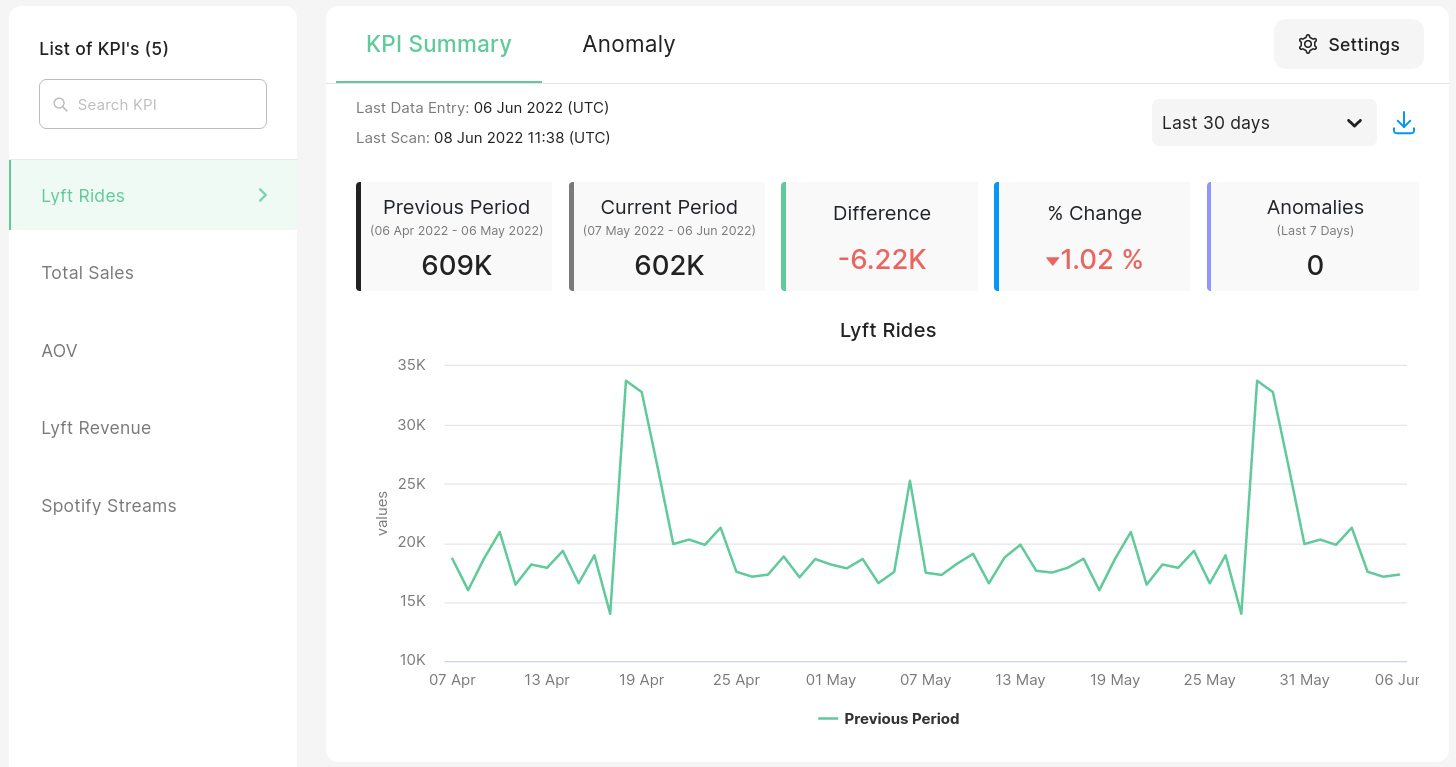 List of KPI's (5)
Search KPI
Lyft Rides
Total Sales
AOV
Lyft Revenue
Spotify Streams
KPI Summary
Anomaly
Settings
Last Data Entry: 06 Jun 2022 (UTC)
Last Scan: 08 Jun 2022 11:38 (UTC)
Last 30 days
Previous Period
(06 Apr 2022 - 06 May 2022)
609K
Current Period
(07 May 2022 - 06 Jun 2022)
602K
Difference
-6.22K
% Change
▼1.02 %
Anomalies
(Last 7 Days)
0
Lyft Rides
values
35K
30K
25K
20K
15K
10K
07 Apr
13 Apr
19 Apr
25 Apr
01 May
07 May
13 May
19 May
25 May
31 May
06 Jun
Previous Period